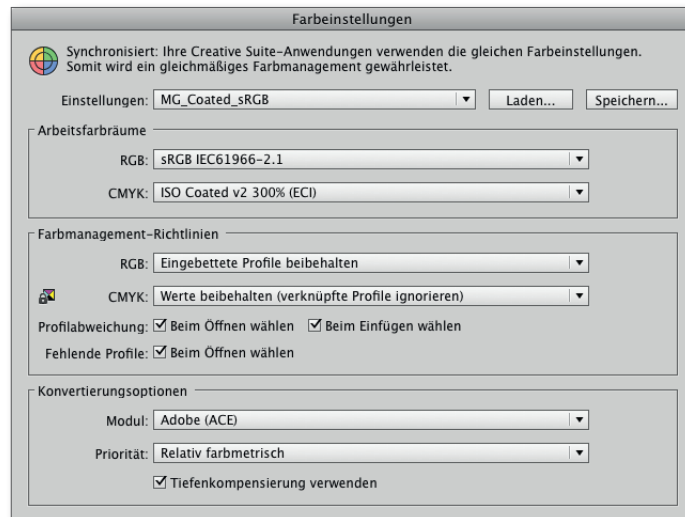 Farbeinstellungen
Synchronisiert: Ihre Creative Suite-Anwendungen verwenden die gleichen Farbeinstellungen.
Somit wird ein gleichmäßiges Farbmanagement gewährleistet.
Einstellungen: MG_Coated_sRGB Laden... Speichern...
Arbeitsfarbräume
RGB: sRGB IEC61966-2.1
CMYK: ISO Coated v2 300% (ECI)
Farbmanagement-Richtlinien
RGB: Eingebettete Profile beibehalten
CMYK: Werte beibehalten (verknüpfte Profile ignorieren)
Profilabweichung: Beim Öffnen wählen Beim Einfügen wählen
Fehlende Profile: Beim Öffnen wählen
Konvertierungsoptionen
Modul: Adobe (ACE)
Priorität: Relativ farbmetrisch
Tiefenkompensierung verwenden